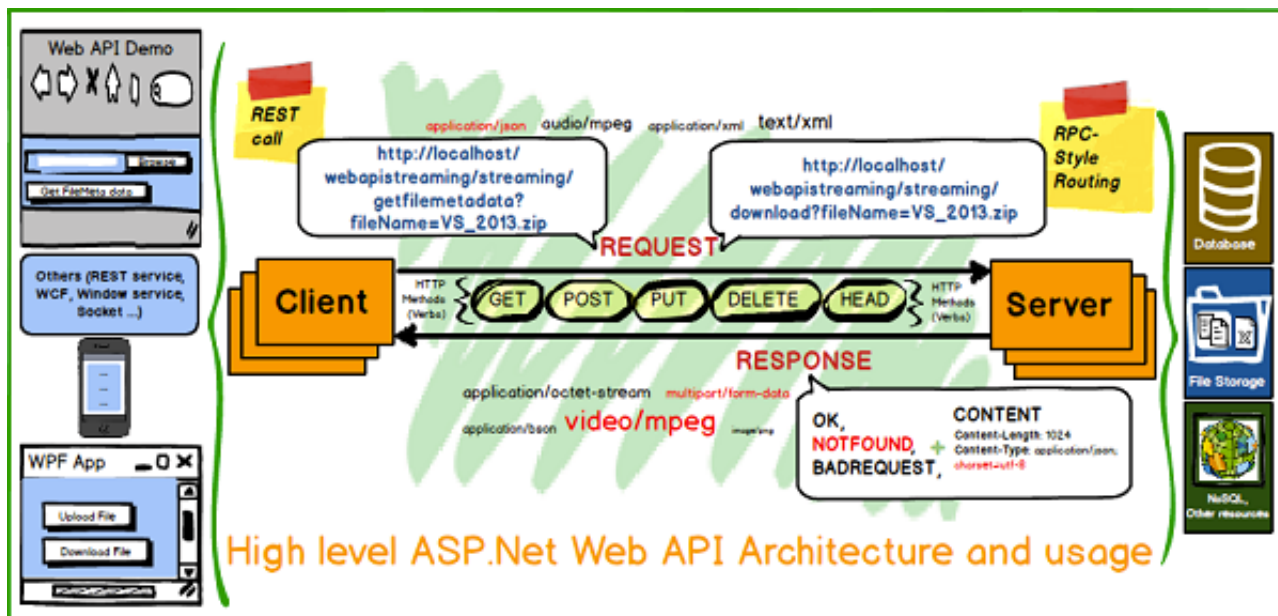 Web API Demo
Browse
Get FileMeta data
Others (REST service,
WCF, Window service,
Socket ...)
WPF App
Upload File
Download File
REST
call
application/json audio/mpeg application/xml text/xml
http://localhost/
webapistreaming/streaming/
getfilemetadata?
fileName=VS_2013.zip
http://localhost/
webapistreaming/streaming/
download?fileName=VS_2013.zip
RPC-
Style
Routing
REQUEST
Client
HTTP
Methods
(Verbs)
GET POST PUT DELETE HEAD
HTTP
Methods
(Verbs)
Server
RESPONSE
application/octet-stream multipart/form-data
application/bson video/mpeg image/png
OK,
NOTFOUND,
BADREQUEST,
+
CONTENT
Content-Length: 1024
Content-Type: application/json;
charset=utf-8
High level ASP.Net Web API Architecture and usage
Database
File Storage
NoSQL,
Other resources